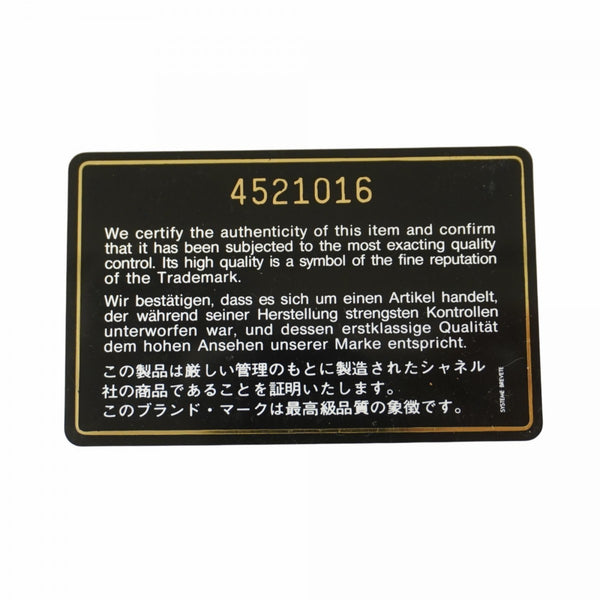 4521016
We certify the authenticity of this item and confirm
that it has been subjected to the most exacting quality
control. Its high quality is a symbol of the fine reputation
of the Trademark.
Wir bestätigen, dass es sich um einen Artikel handelt,
der während seiner Herstellung strengsten Kontrollen
unterworfen war, und dessen erstklassige Qualität
dem hohen Ansehen unserer Marke entspricht.
この製品は厳しい管理のもとに製造されたシャネル
社の商品であることを証明いたします。
このブランド・マークは最高級品質の象徴です。
SYSTEME BREVETE